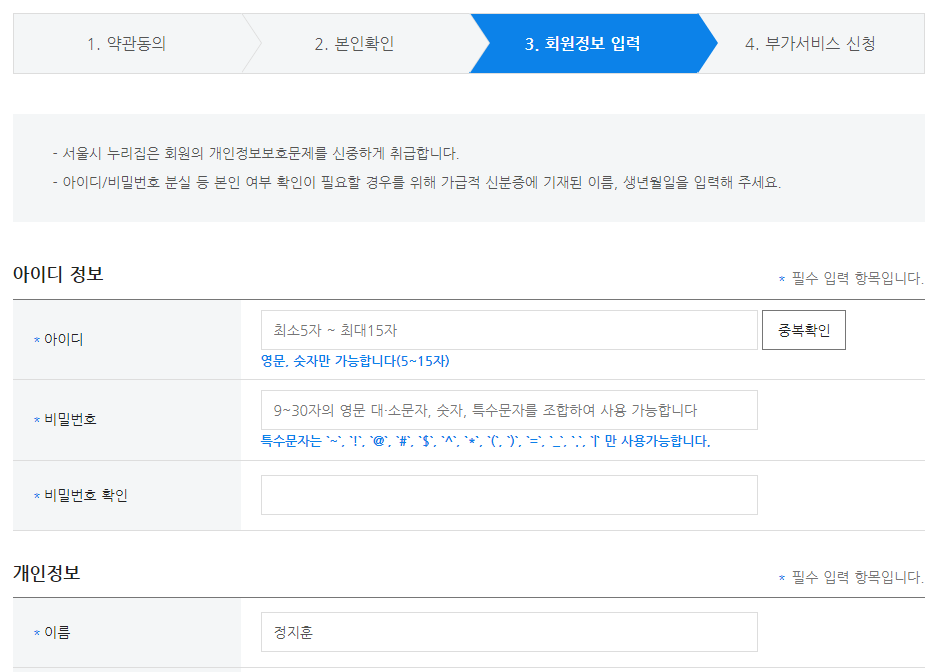 1. 약관동의
2. 본인확인
3. 회원정보 입력
4. 부가서비스 신청
- 서울시 누리집은 회원의 개인정보보호문제를 신중하게 취급합니다.
- 아이디/비밀번호 분실 등 본인 여부 확인이 필요할 경우를 위해 가급적 신분증에 기재된 이름, 생년월일을 입력해 주세요.
아이디 정보
* 필수 입력 항목입니다.
* 아이디
최소5자 ~ 최대15자
중복확인
영문, 숫자만 가능합니다(5~15자)
* 비밀번호
9~30자의 영문 대·소문자, 숫자, 특수문자를 조합하여 사용 가능합니다
특수문자는 `~`, `!`, `@`, `#`, `$`, `^`, `*`, `(`, `)`, `=`, `_`, `.`, `|` 만 사용가능합니다.
* 비밀번호 확인
개인정보
* 필수 입력 항목입니다.
* 이름
정지훈